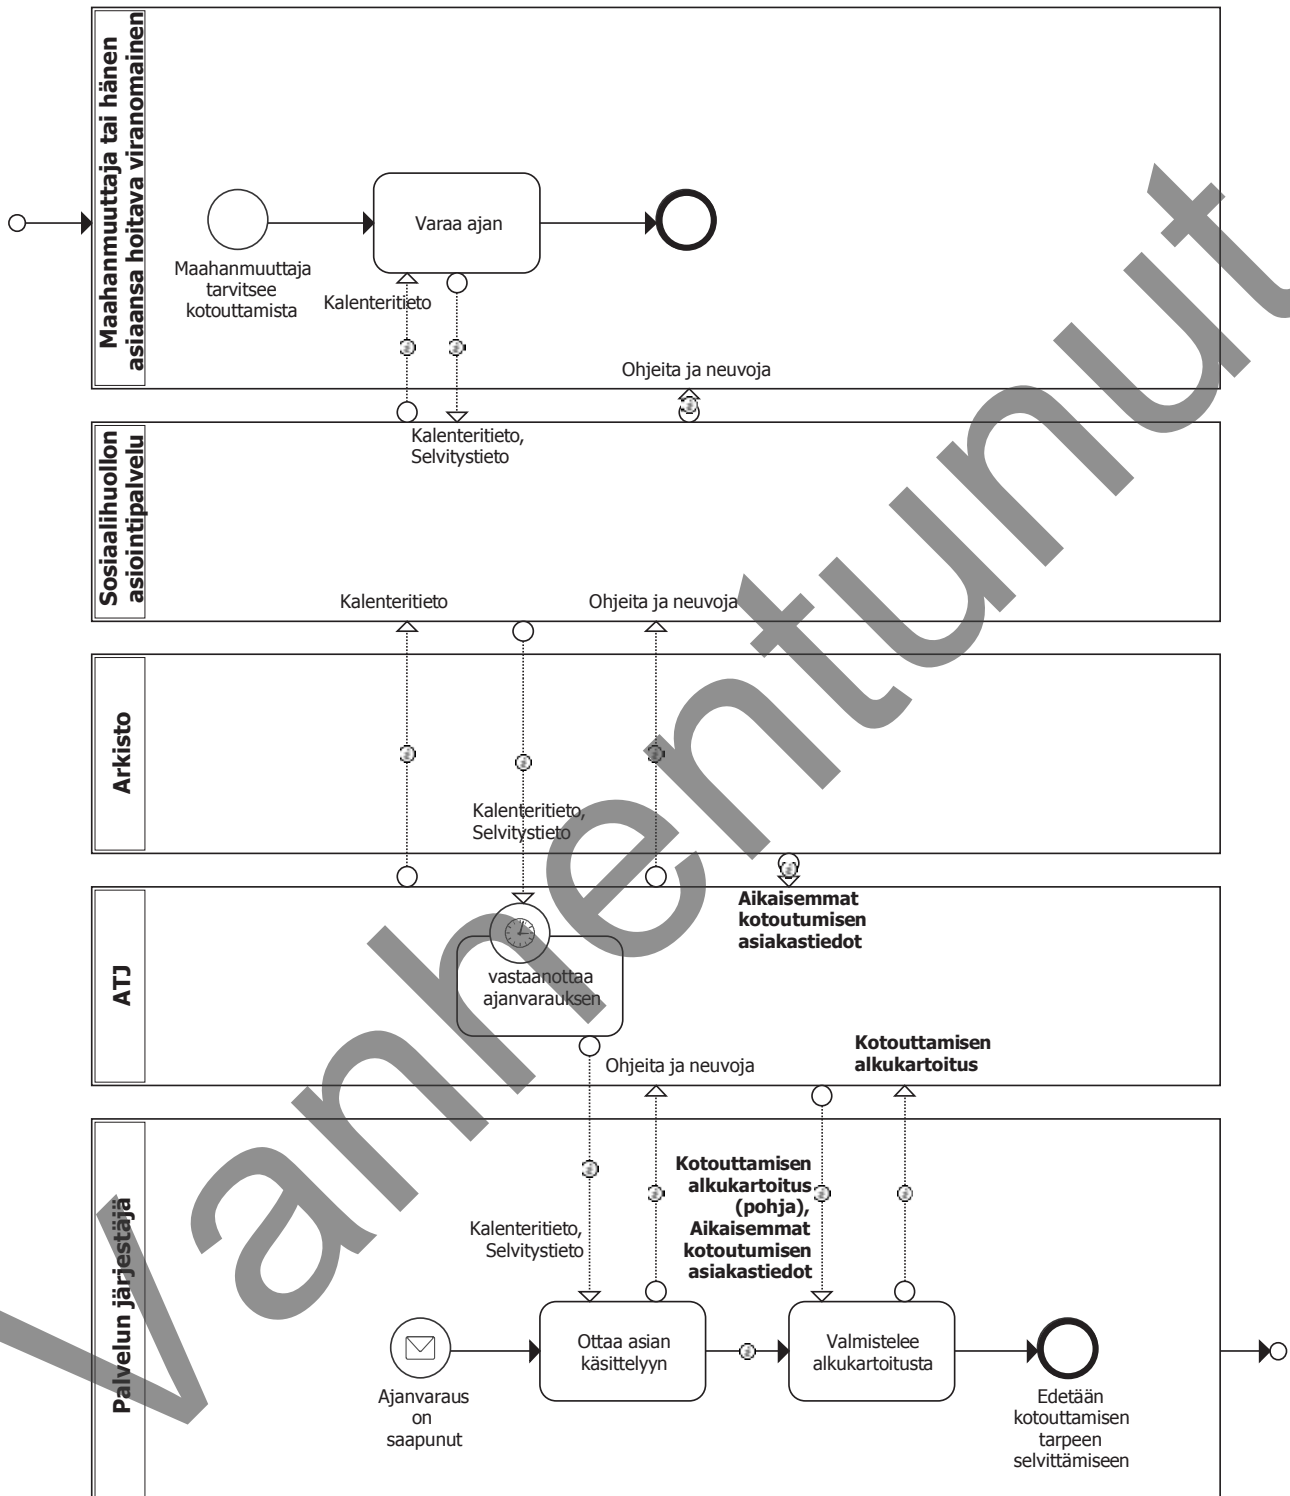 Maahanmuuttaja tai hänen
asiaansa hoitava viranomainen
Varaa ajan
Maahanmuuttaja
tarvitsee
kotouttamista
Kalenteritieto
Ohjeita ja neuvoja
Sosiaalihuollon
asiointipalvelu
Kalenteritieto,
Selvitystieto
Kalenteritieto
Ohjeita ja neuvoja
Arkisto
Kalenteritieto,
Selvitystieto
ATJ
Aikaisemmat
kotoutumisen
asiakastiedot
vastaanottaa
ajanvarauksen
Ohjeita ja neuvoja
Kotouttamisen
alkukartoitus
Palvelun järjestäjä
Kotouttamisen
alkukartoitus
(pohja),
Aikaisemmat
kotoutumisen
asiakastiedot
Kalenteritieto,
Selvitystieto
Ottaa asian
käsittelyyn
Valmistelee
alkukartoitusta
Ajanvaraus
on
saapunut
Edetään
kotouttamisen
tarpeen
selvittämiseen
Vanhentunut